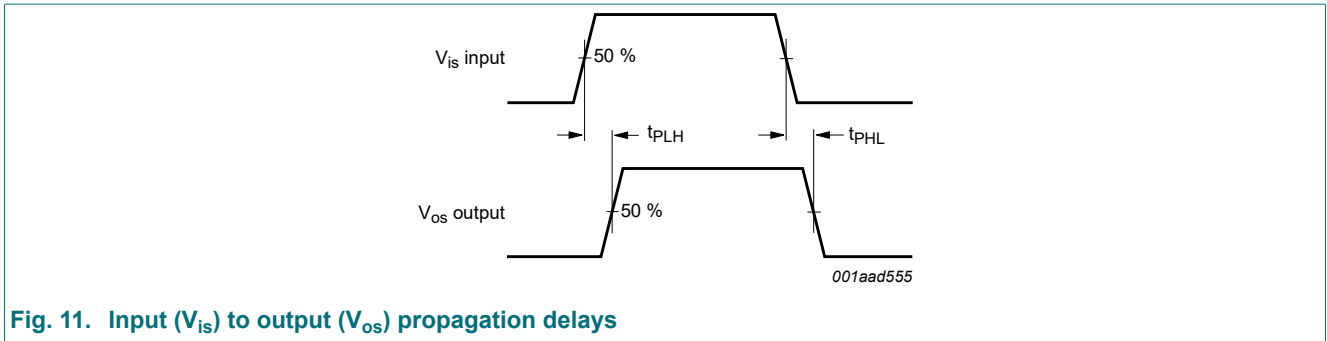 Vis input
50 %
tPLH
tPHL
Vos output
50 %
001aad555
Fig. 11. Input (Vis) to output (Vos) propagation delays